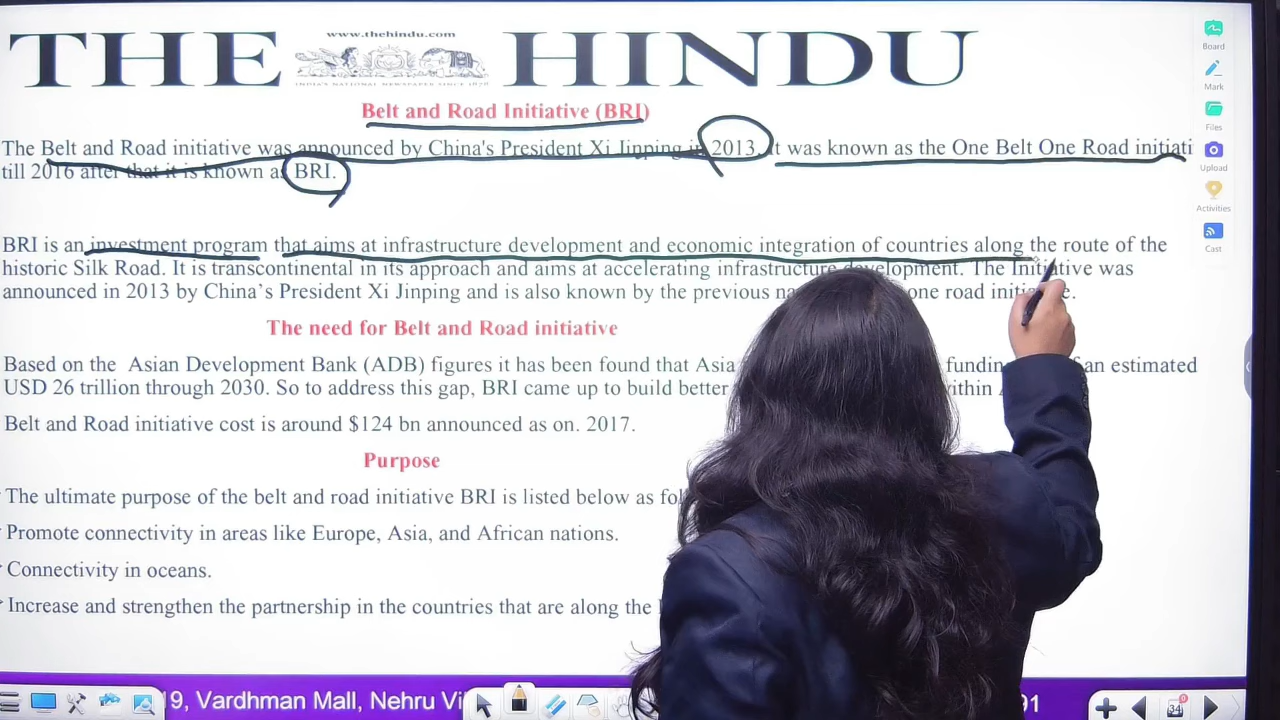 www.thehindu.com
THE HINDU
INDIA'S NATIONAL NEWSPAPER SINCE 1878
Belt and Road Initiative (BRI)
The Belt and Road initiative was announced by China's President Xi Jinping in 2013. It was known as the One Belt One Road initiati
till 2016 after that it is known as BRI.
BRI is an investment program that aims at infrastructure development and economic integration of countries along the route of the
historic Silk Road. It is transcontinental in its approach and aims at accelerating infrastructure development. The Initiative was
announced in 2013 by China's President Xi Jinping and is also known by the previous one road
The need for Belt and Road initiative
Based on the Asian Development Bank (ADB) figures it has been found that Asia an estimated
USD 26 trillion through 2030. So to address this gap, BRI came up to build better
Belt and Road initiative cost is around $124 bn announced as on. 2017.
Purpose
The ultimate purpose of the belt and road initiative BRI is listed below as
Promote connectivity in areas like Europe, Asia, and African nations.
Connectivity in oceans.
Increase and strengthen the partnership in the countries that are along the
19, Vardhman Mall, Nehru
Board
Mark
Files
Upload
Activities
Cast
34